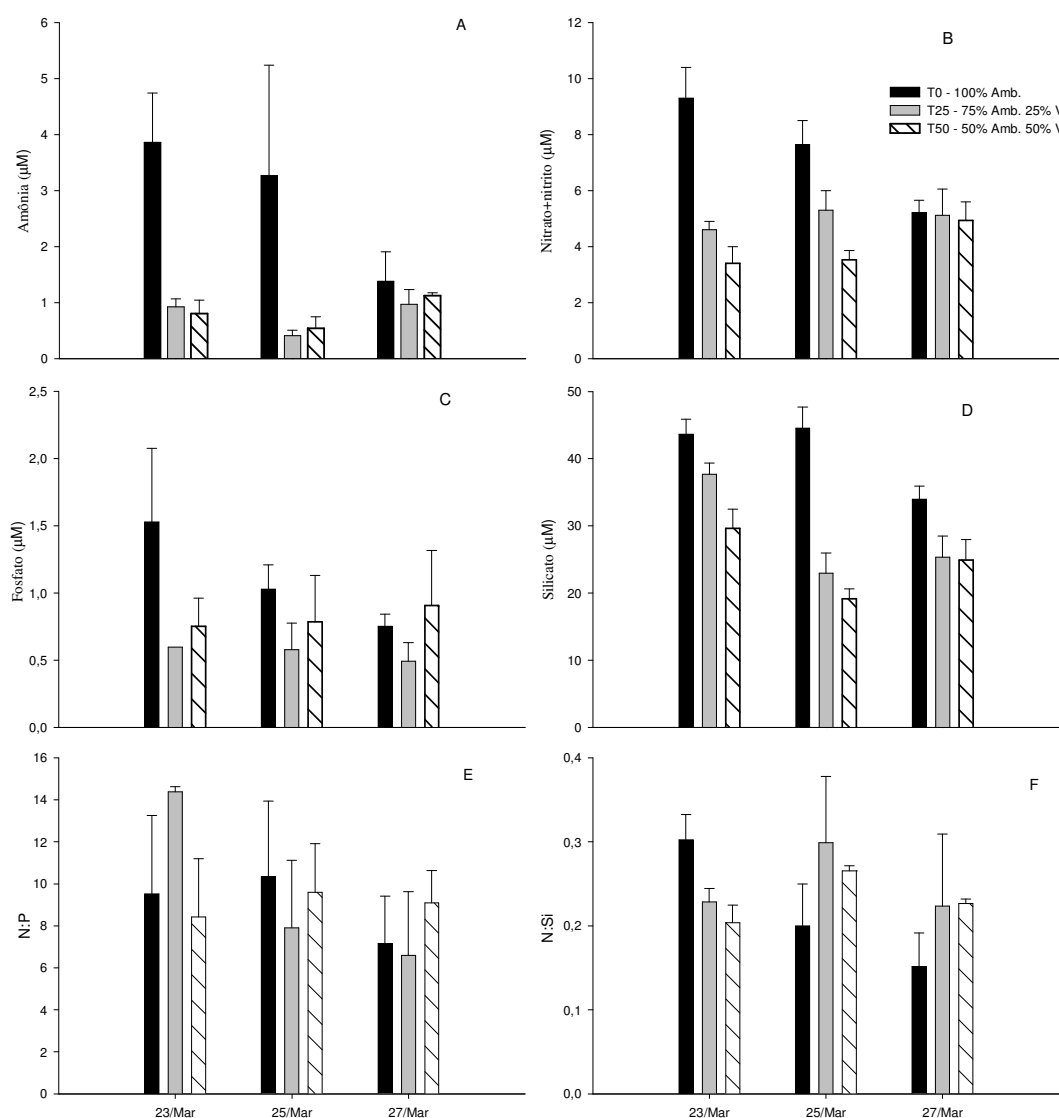 A
Amônia (µM)
6
5
4
3
2
1
0
B
Nitrato+nitrito (µM)
12
10
8
6
4
2
0
T0 - 100% Amb.
T25 - 75% Amb. 25% V
T50 - 50% Amb. 50% V
C
Fosfato (µM)
2,5
2,0
1,5
1,0
0,5
0,0
D
Silicato (µM)
50
40
30
20
10
0
E
N:P
16
14
12
10
8
6
4
2
0
23/Mar 25/Mar 27/Mar
F
N:Si
0,4
0,3
0,2
0,1
0,0
23/Mar 25/Mar 27/Mar